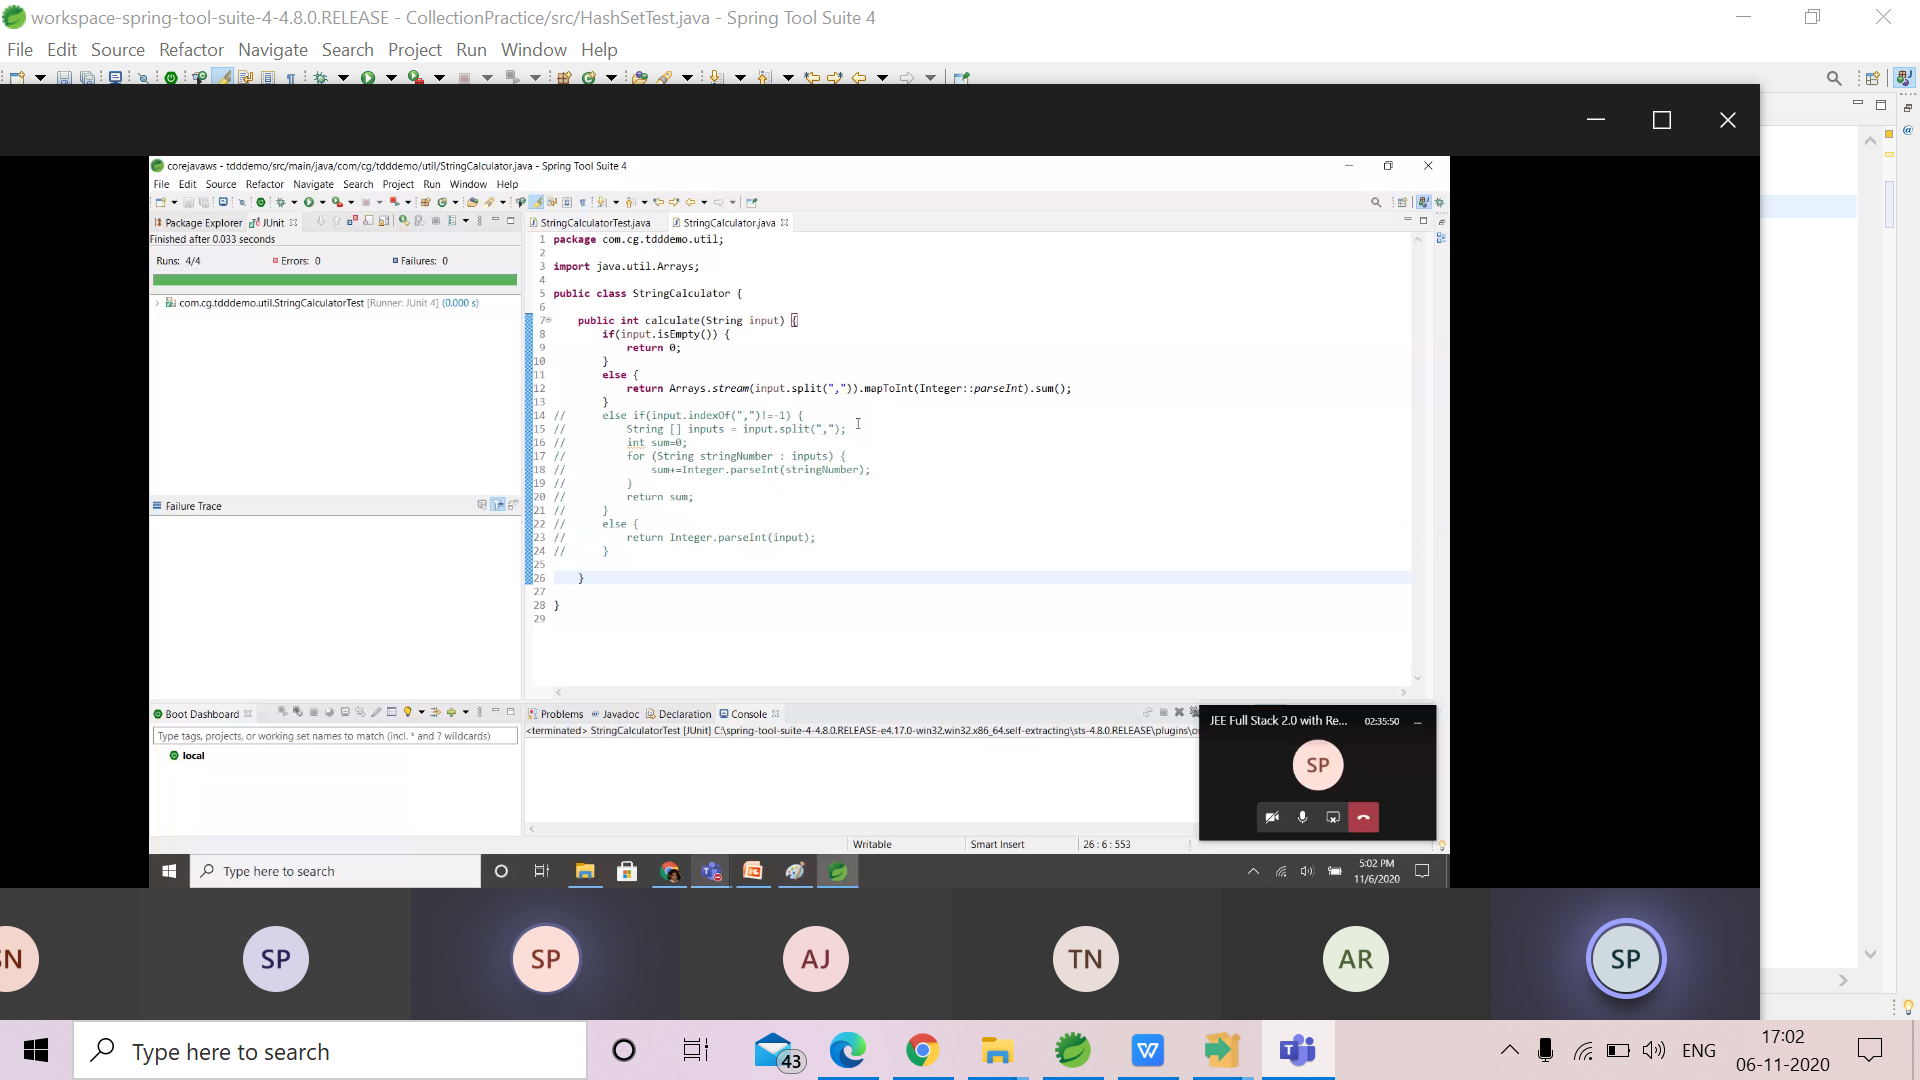 workspace-spring-tool-suite-4-4.8.0.RELEASE - CollectionPractice/src/HashSetTest.java - Spring Tool Suite 4
File Edit Source Refactor Navigate Search Project Run Window Help
corejavaws - tdddemo/src/main/java/com/cg/tdddemo/util/StringCalculator.java - Spring Tool Suite 4
File Edit Source Refactor Navigate Search Project Run Window Help
Package Explorer JUnit
StringCalculatorTest.java StringCalculator.java
Finished after 0.033 seconds
Runs: 4/4 Errors: 0 Failures: 0
com.cg.tdddemo.util.StringCalculatorTest [Runner: JUnit 4] (0.000 s)
Failure Trace
1 package com.cg.tdddemo.util;
2
3 import java.util.Arrays;
4
5 public class StringCalculator {
6
7 public int calculate(String input) {
8 if(input.isEmpty()) {
9 return 0;
10 }
11 else {
12 return Arrays.stream(input.split(",")).mapToInt(Integer::parseInt).sum();
13 }
14 // else if(input.indexOf(",")!=-1) {
15 // String [] inputs = input.split(",");
16 // int sum=0;
17 // for (String stringNumber : inputs) {
18 // sum+=Integer.parseInt(stringNumber);
19 // }
20 // return sum;
21 // }
22 // else {
23 // return Integer.parseInt(input);
24 // }
25
26 }
27
28 }
29
Boot Dashboard
Type tags, projects, or working set names to match (incl. * and ? wildcards)
local
Problems Javadoc Declaration Console
<terminated> StringCalculatorTest [JUnit] C:\spring-tool-suite-4-4.8.0.RELEASE-e4.17.0-win32.win32.x86_64.self-extracting\sts-4.8.0.RELEASE\plugins\o
JEE Full Stack 2.0 with Re... 02:35:50
SP
Writable Smart Insert 26 : 6 : 553
Type here to search
5:02 PM
11/6/2020
SN SP SP AJ TN AR SP
Type here to search
43
ENG
17:02
06-11-2020